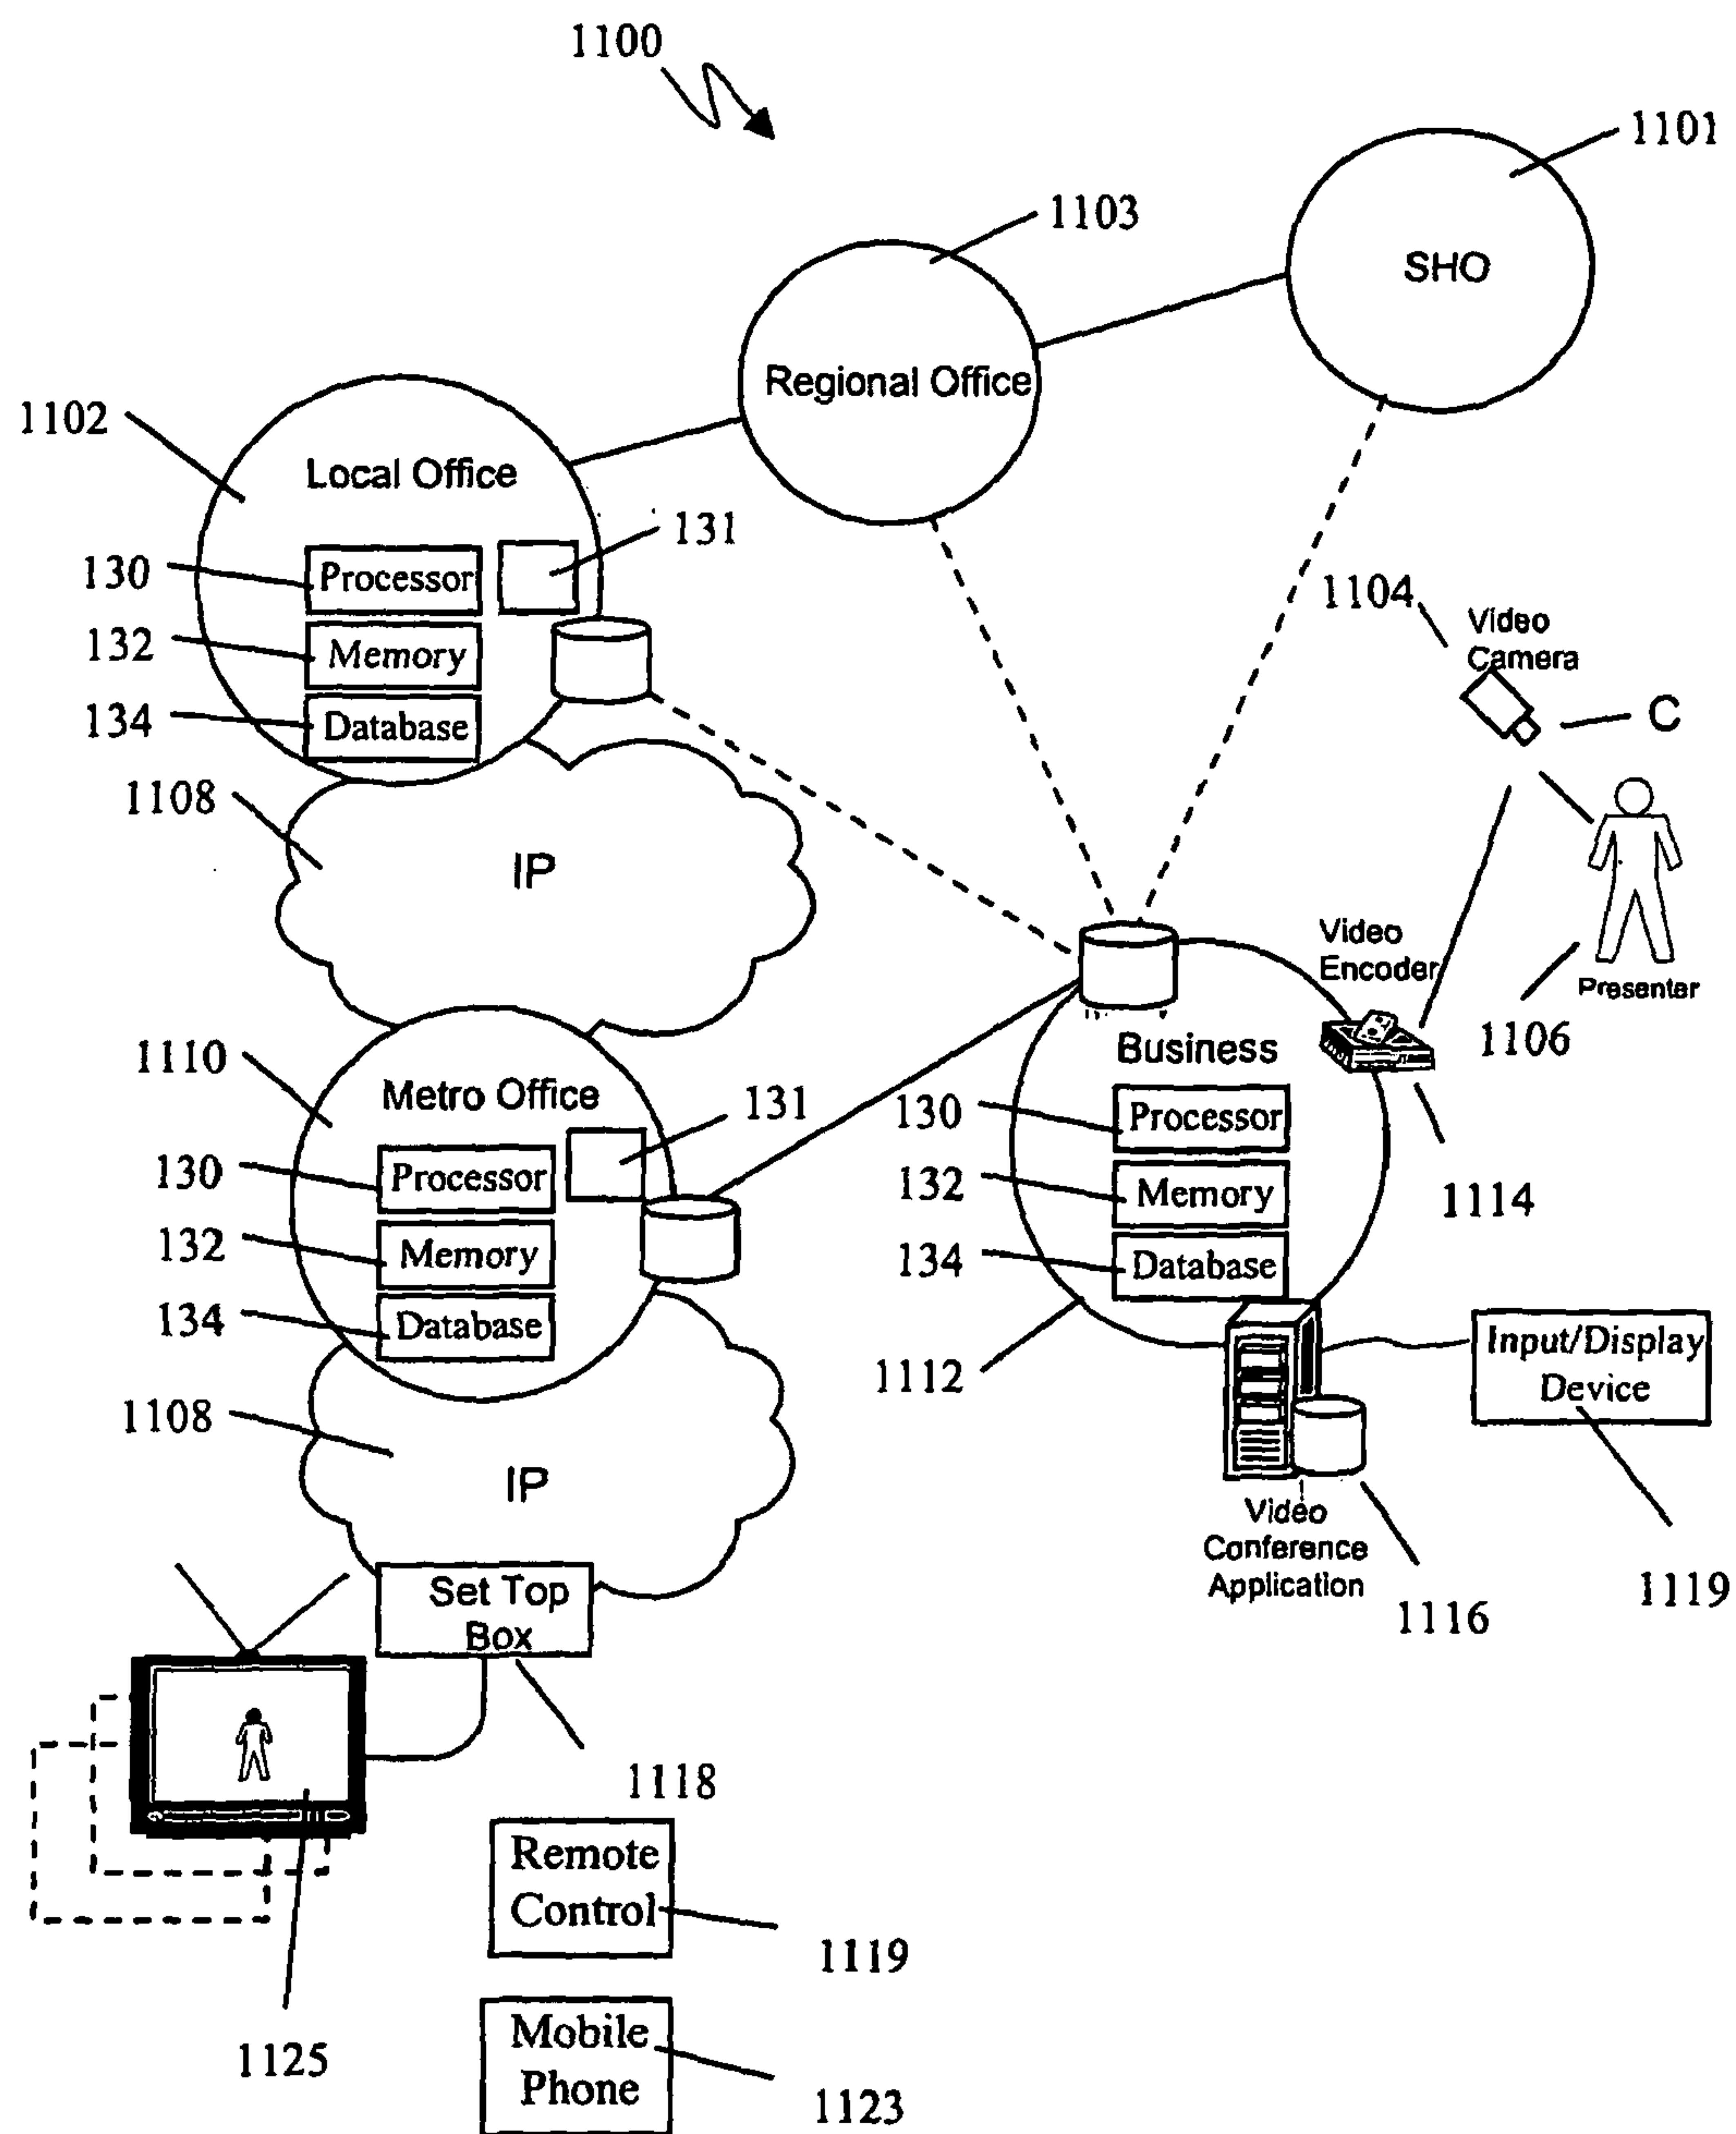 1100
1101
SHO
1103
Regional Office
1102
Local Office
131
130
Processor
132
Memory
134
Database
1104
Video
Camera
C
1108
IP
Video
Encoder
Presenter
1106
1110
Metro Office
131
130
Processor
132
Memory
134
Database
Business
130
Processor
132
Memory
134
Database
1114
1112
Input/Display
Device
1119
Video
Conference
Application
1116
1108
IP
Set Top
Box
1118
Remote
Control
1119
1125
Mobile
Phone
1123